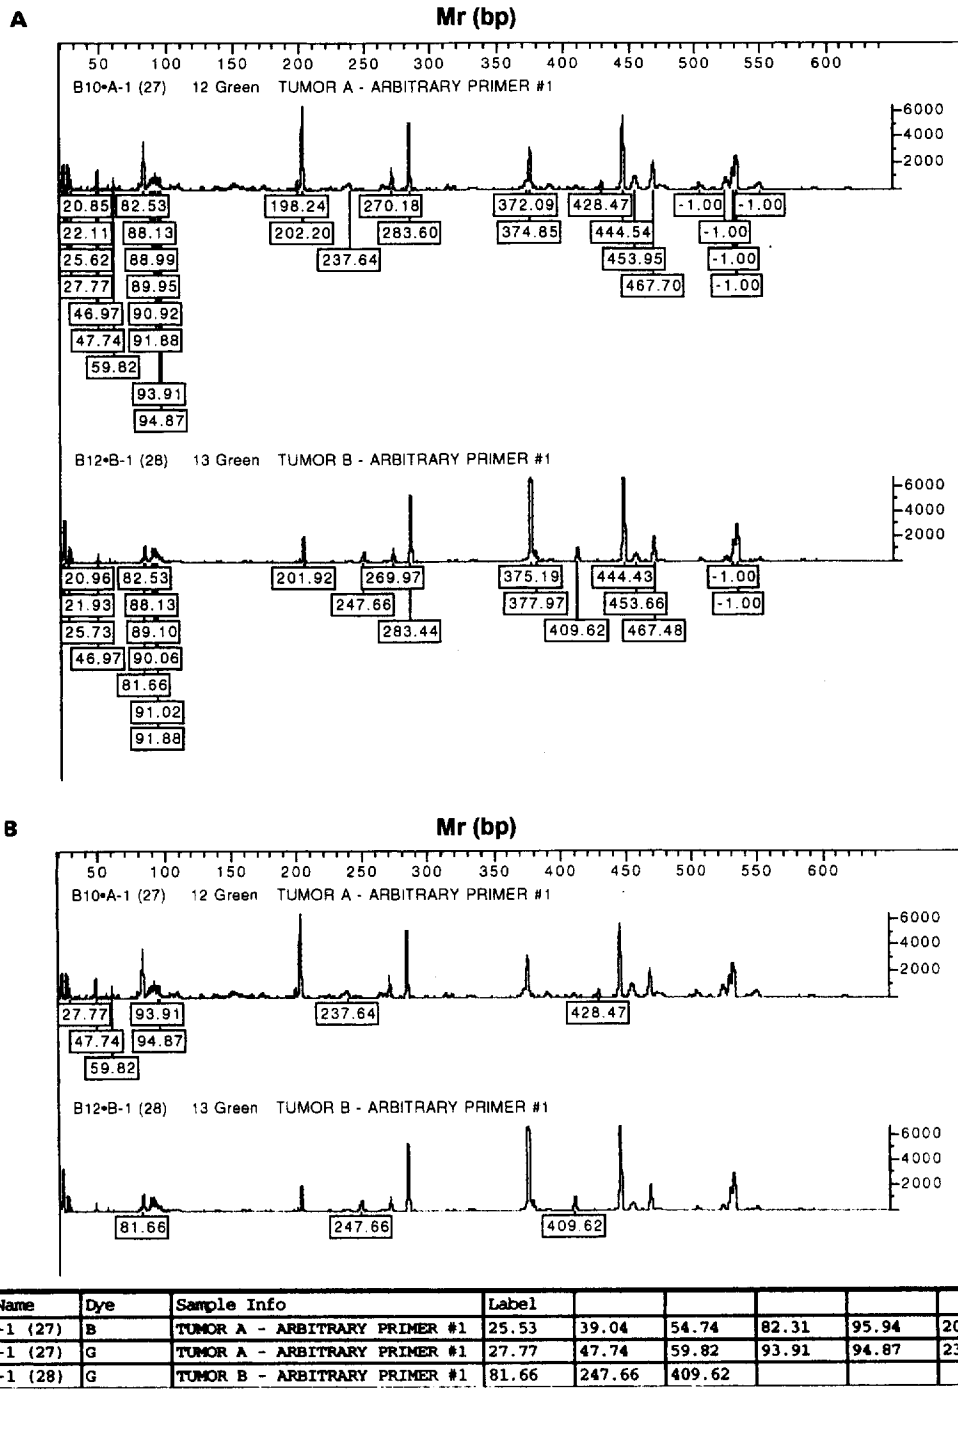 A
Mr (bp)
50 100 150 200 250 300 350 400 450 500 550 600
B10•A-1 (27) 12 Green TUMOR A - ARBITRARY PRIMER #1
6000
4000
2000
20.85 82.53 198.24 270.18 372.09 428.47 -1.00 -1.00
22.11 88.13 202.20 283.60 374.85 444.54 -1.00
25.62 88.99 237.64 453.95 -1.00
27.77 89.95 467.70 -1.00
46.97 90.92
47.74 91.88
59.82
93.91
94.87
B12•B-1 (28) 13 Green TUMOR B - ARBITRARY PRIMER #1
6000
4000
2000
20.96 82.53 201.92 269.97 375.19 444.43 -1.00
21.93 88.13 247.66 377.97 453.66 -1.00
25.73 89.10 283.44 409.62 467.48
46.97 90.06
81.66
91.02
91.88
B
Mr (bp)
50 100 150 200 250 300 350 400 450 500 550 600
B10•A-1 (27) 12 Green TUMOR A - ARBITRARY PRIMER #1
6000
4000
2000
27.77 93.91 237.64 428.47
47.74 94.87
59.82
B12•B-1 (28) 13 Green TUMOR B - ARBITRARY PRIMER #1
6000
4000
2000
81.66 247.66 409.62
Name Dye Sample Info Label
-1 (27) B TUMOR A - ARBITRARY PRIMER #1 25.53 39.04 54.74 82.31 95.94 20
-1 (27) G TUMOR A - ARBITRARY PRIMER #1 27.77 47.74 59.82 93.91 94.87 23
-1 (28) G TUMOR B - ARBITRARY PRIMER #1 81.66 247.66 409.62